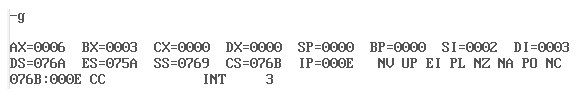 -g
AX=0006 BX=0003 CX=0000 DX=0000 SP=0000 BP=0000 SI=0002 DI=0003
DS=076A ES=075A SS=0769 CS=076B IP=000E NV UP EI PL NZ NA PO NC
076B:000E CC INT 3